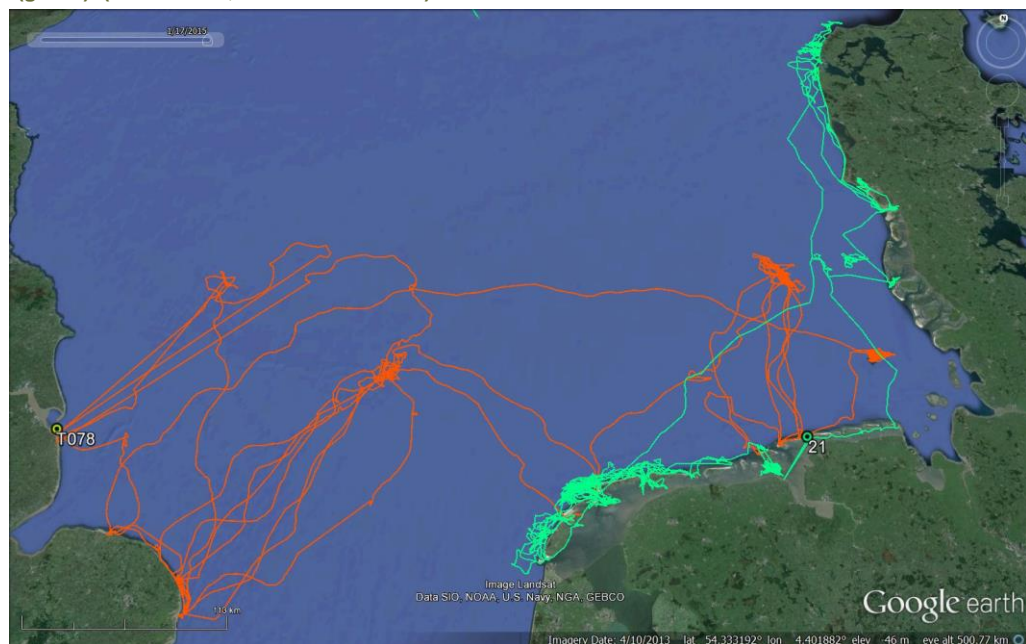 1/17/2015
N
T078
21
113 km
Image Landsat
Data SIO, NOAA, U.S. Navy, NGA, GEBCO
Google earth
Imagery Date: 4/10/2013 lat 54.333192° lon 4.401882° elev -46 m eye alt 500.77 km